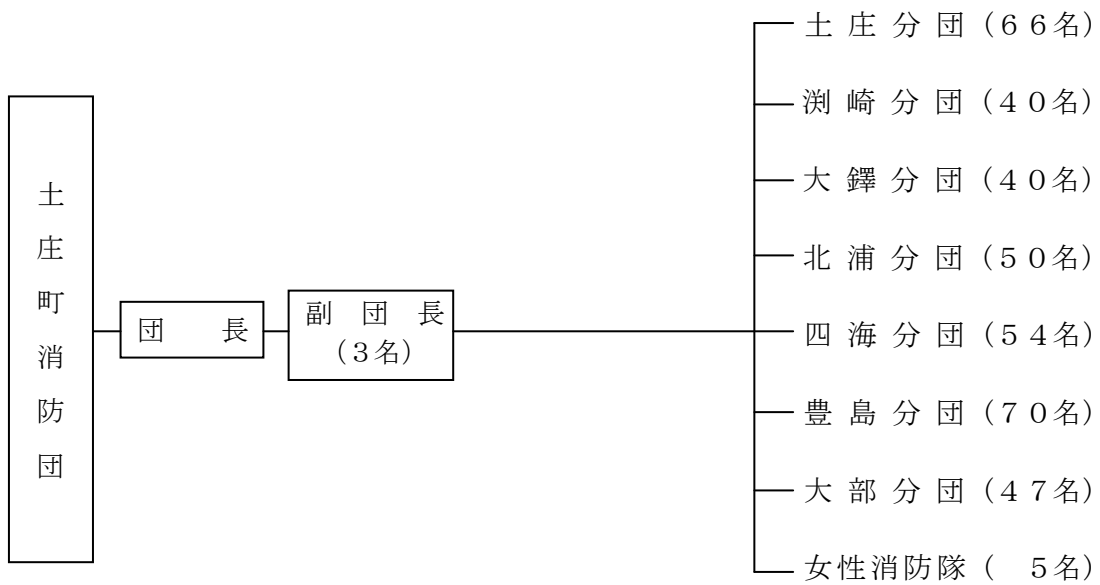 土庄町消防団
団　　長
副　団　長
（３名）
土 庄 分 団（６６名）
渕 崎 分 団（４０名）
大 鐸 分 団（４０名）
北 浦 分 団（５０名）
四 海 分 団（５４名）
豊 島 分 団（７０名）
大 部 分 団（４７名）
女性消防隊（　５名）